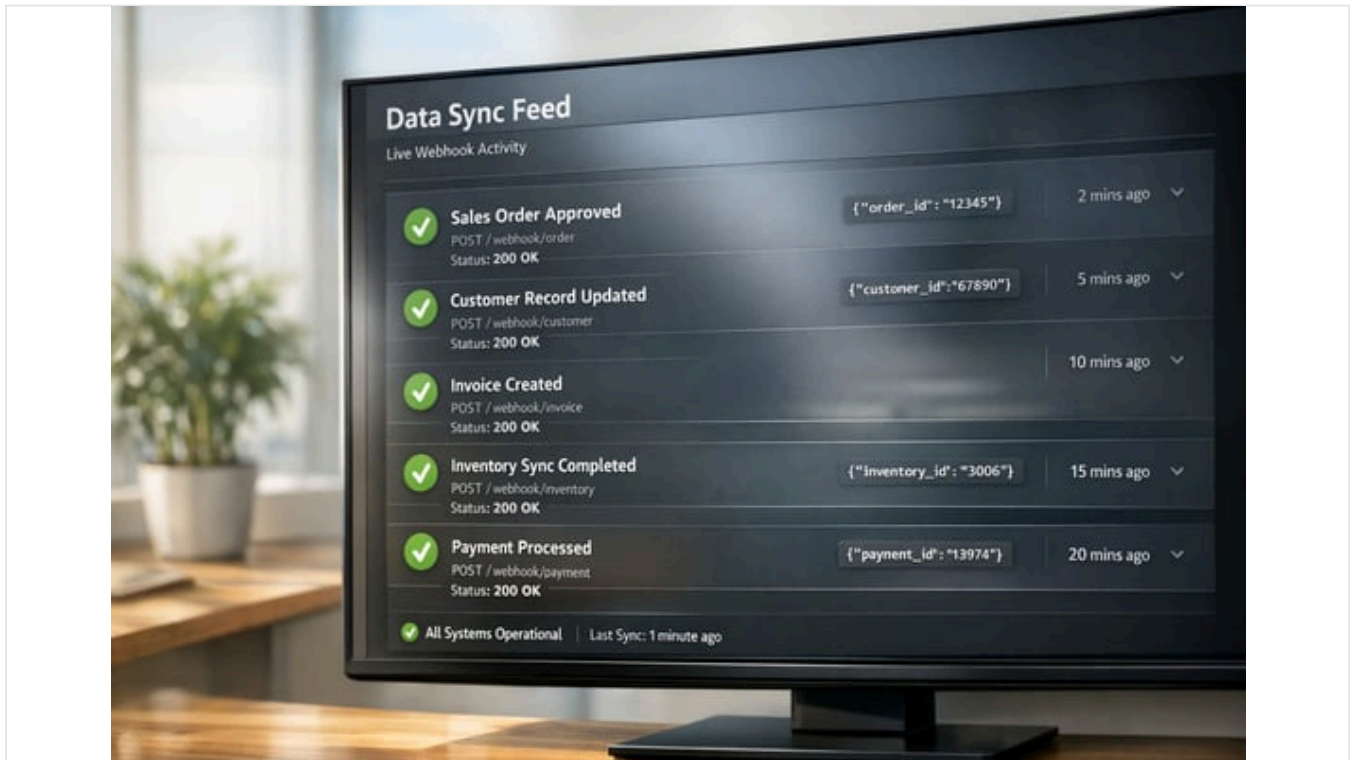 Data Sync Feed
Live Webhook Activity
Sales Order Approved
POST /webhook/order
Status: 200 OK
{"order_id": "12345"}
2 mins ago
Customer Record Updated
POST /webhook/customer
Status: 200 OK
{"custoner_id":"67890"}
5 mins ago
Invoice Created
POST /webhook/invoice
Status: 200 OK
10 mins ago
Inventory Sync Completed
POST /webhook/inventory
Status: 200 OK
{"inventory_id": "3006"}
15 mins ago
Payment Processed
POST /webhook/payment
Status: 200 OK
{"paynent_id": "13974"}
20 mins ago
All Systems Operational | Last Sync: 1 minute ago